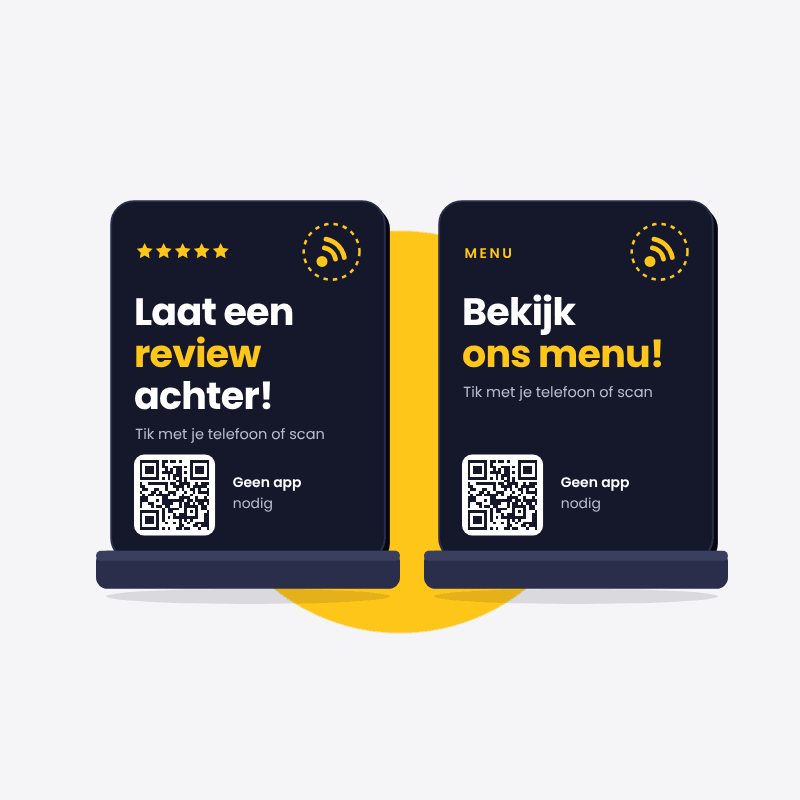 Laat een
review
achter!
Tik met je telefoon of scan
Geen app
nodig
MENU
Bekijk
ons menu!
Tik met je telefoon of scan
Geen app
nodig